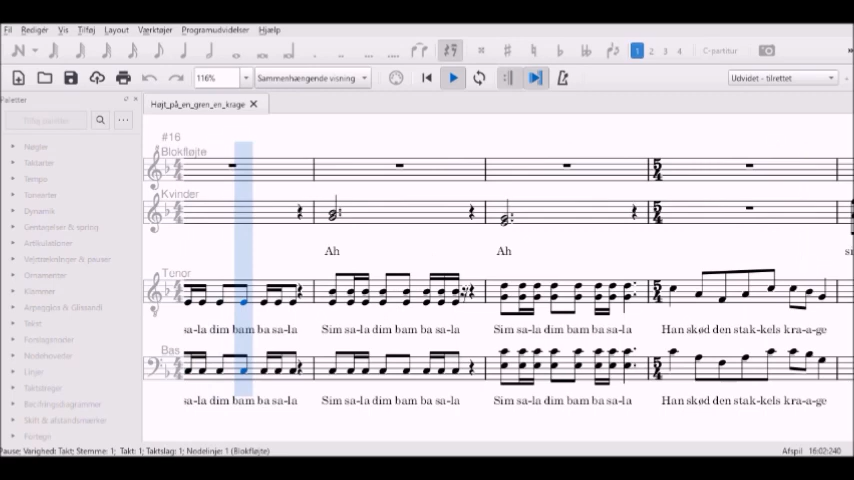 Fil Redigér Vis Tilføj Layout Værktøjer Programudvidelser Hjælp
1 2 3 4 C-partitur
116% Sammenhængende visning Udvidet - tilrettet
Paletter Højt_på_en_gren_en_krage
Tilføj paletter
Nøgler
Taktarter
Tempo
Tonearter
Dynamik
Gentagelser & spring
Artikulationer
Vejrtrækninger & pauser
Ornamenter
Klammer
Arpeggios & Glissandi
Tekst
Forslagsnoder
Nodehoveder
Linjer
Taktstreger
Becifringsdiagrammer
Skift & afstandsmærker
Fortegn
#16
Blokfløjte
Kvinder
Ah Ah
Tenor
sa-la dim bam ba sa-la Sim sa-la dim bam ba sa-la Sim sa-la dim bam ba sa-la Han skød den stak-kels kra-a-ge
Bas
sa-la dim bam ba sa-la Sim sa-la dim bam ba sa-la Sim sa-la dim bam ba sa-la Han skød den stak-kels kra-a-ge
Pause; Varighed: Takt; Stemme: 1; Takt: 1; Taktslag: 1; Nodelinje: 1 (Blokfløjte) Afspil 16:02:240